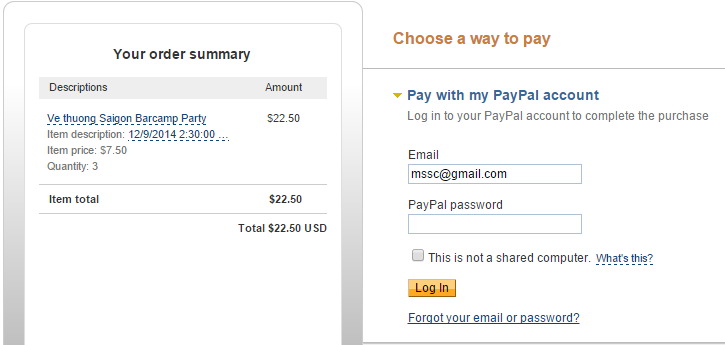 Your order summary
Descriptions Amount
Ve thuong Saigon Barcamp Party $22.50
Item description: 12/9/2014 2:30:00 ...
Item price: $7.50
Quantity: 3
Item total $22.50
Total $22.50 USD
Choose a way to pay
Pay with my PayPal account
Log in to your PayPal account to complete the purchase
Email
mssc@gmail.com
PayPal password
This is not a shared computer. What's this?
Log In
Forgot your email or password?